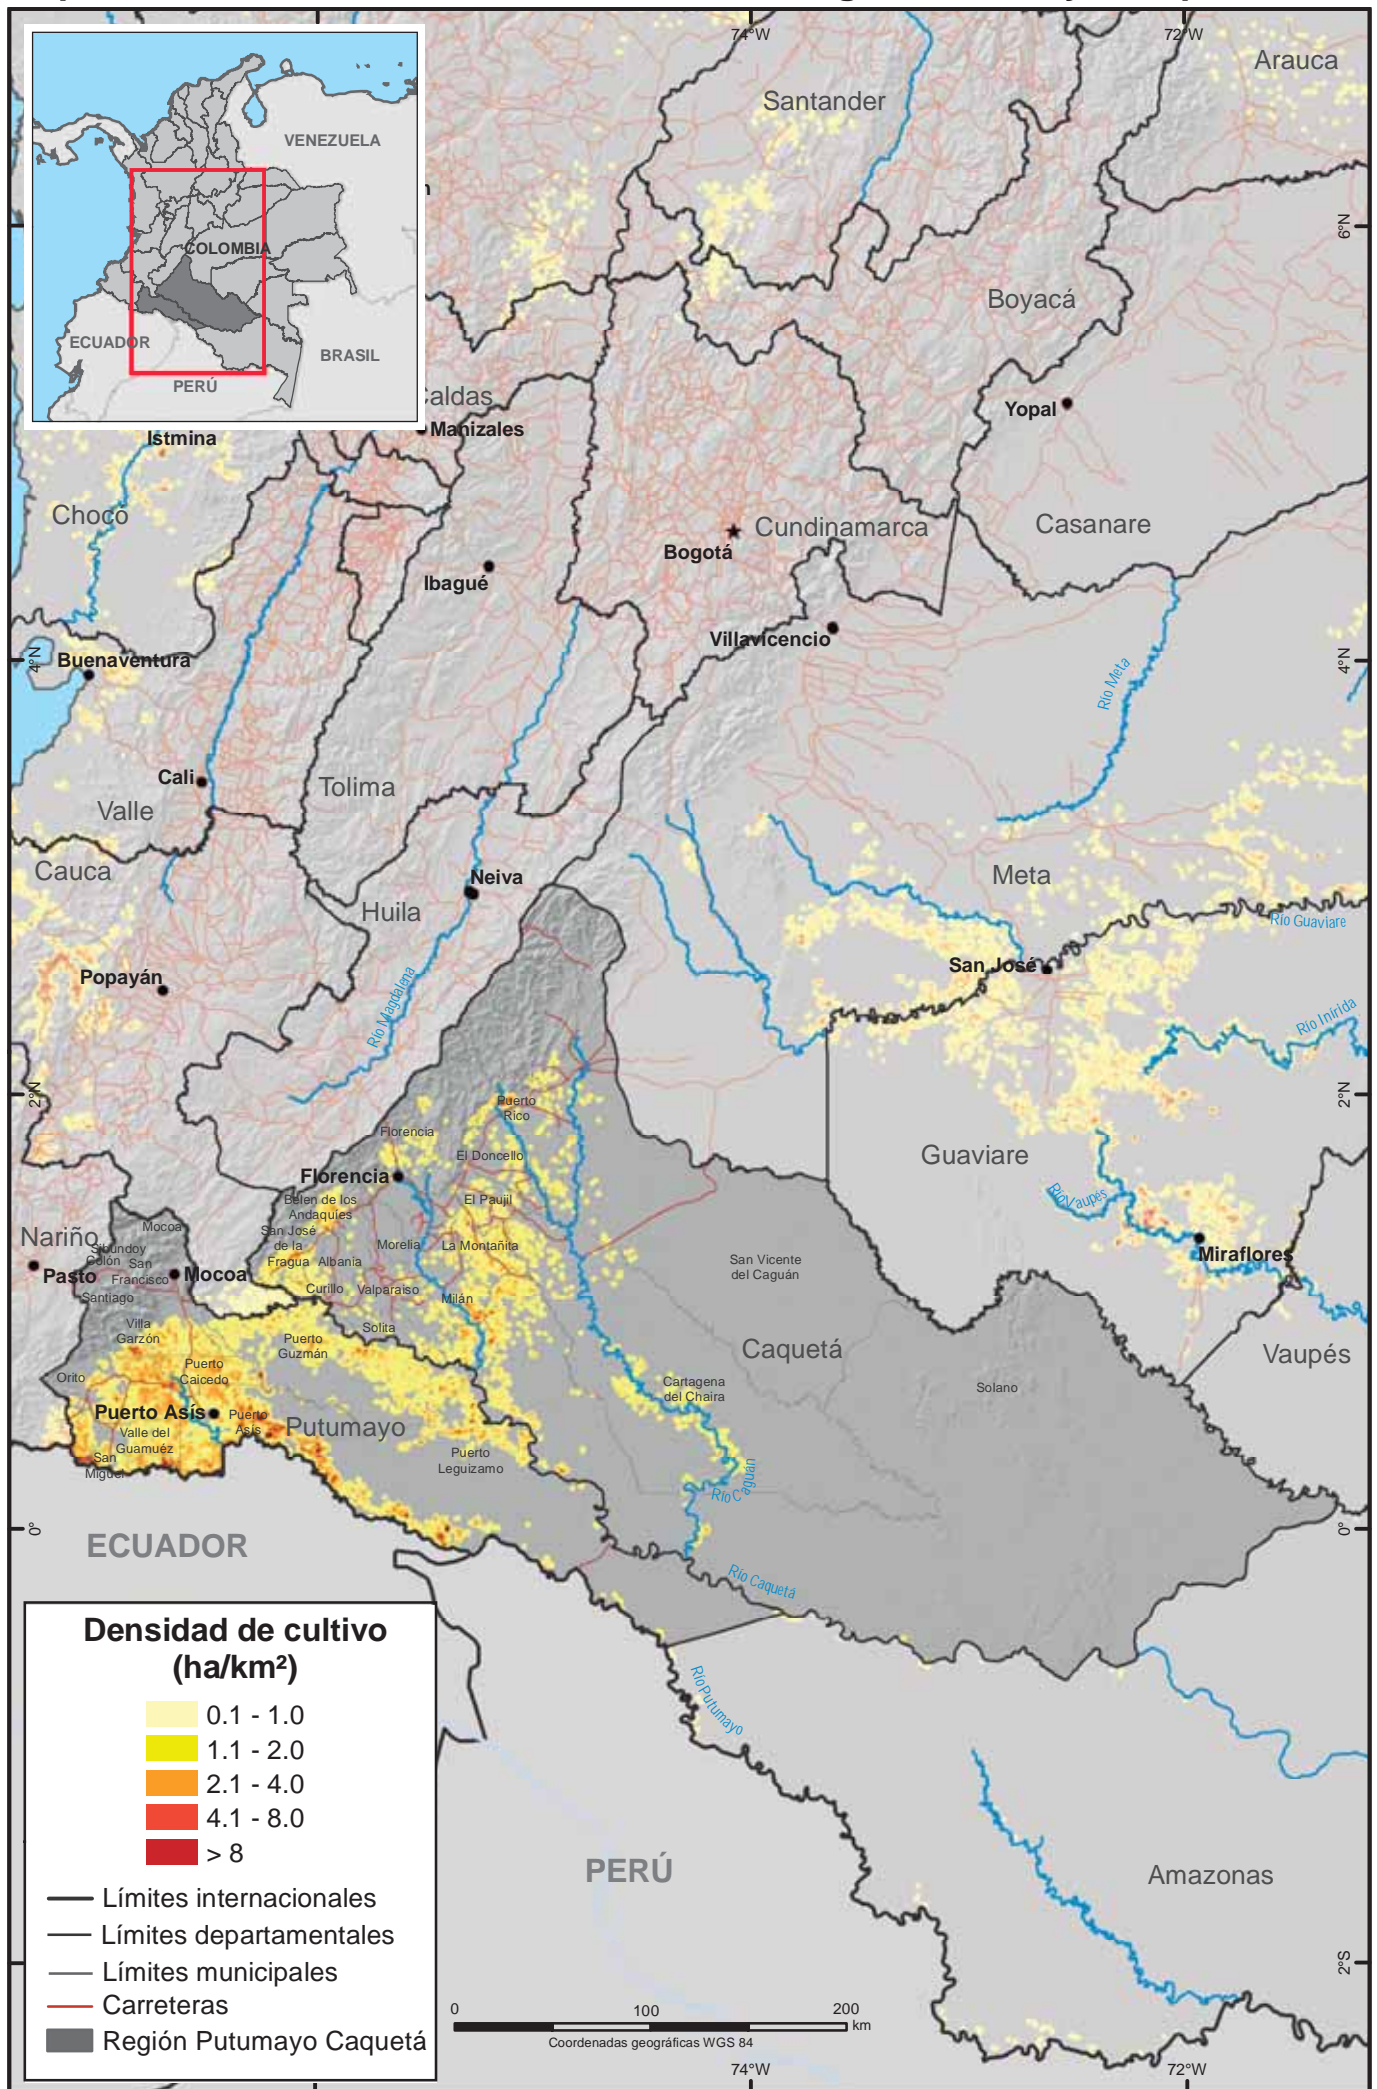 74°W
72°W
Arauca
Santander
VENEZUELA
COLOMBIA
ECUADOR
BRASIL
PERÚ
6°N
Boyacá
Caldas
Manizales
Yopal
Istmina
Chocó
Cundinamarca
Casanare
Bogotá
Ibagué
Villavicencio
4°N
Buenaventura
4°N
Río Meta
Cali
Tolima
Valle
Cauca
Neiva
Meta
Huila
Río Guaviare
San José
Popayán
Río Magdalena
Río Inírida
2°N
2°N
Puerto
Rico
Florencia
El Doncello
Guaviare
Florencia
Belen de los
Andaquíes
El Paujil
Río Vaupés
San José
de la
Fragua
Nariño
Mocoa
Sibundoy
Colón
San
Francisco
Morelia
La Montañita
Albania
Miraflores
San Vicente
del Caguán
Pasto
Mocoa
Santiago
Curillo
Valparaiso
Milán
Villa
Garzón
Solita
Puerto
Guzmán
Caquetá
Vaupés
Orito
Puerto
Caicedo
Cartagena
del Chaira
Solano
Puerto Asís
Puerto
Asís
Putumayo
Valle del
Guamuéz
San
Miguel
Puerto
Leguizamo
Río Caguán
0°
0°
ECUADOR
Río Caquetá
Densidad de cultivo
(ha/km²)
0.1 - 1.0
1.1 - 2.0
2.1 - 4.0
4.1 - 8.0
> 8
Límites internacionales
Límites departamentales
Límites municipales
Carreteras
Región Putumayo Caquetá
Río Putumayo
PERÚ
Amazonas
2°S
0 100 200
km
Coordenadas geográficas WGS 84
74°W
72°W